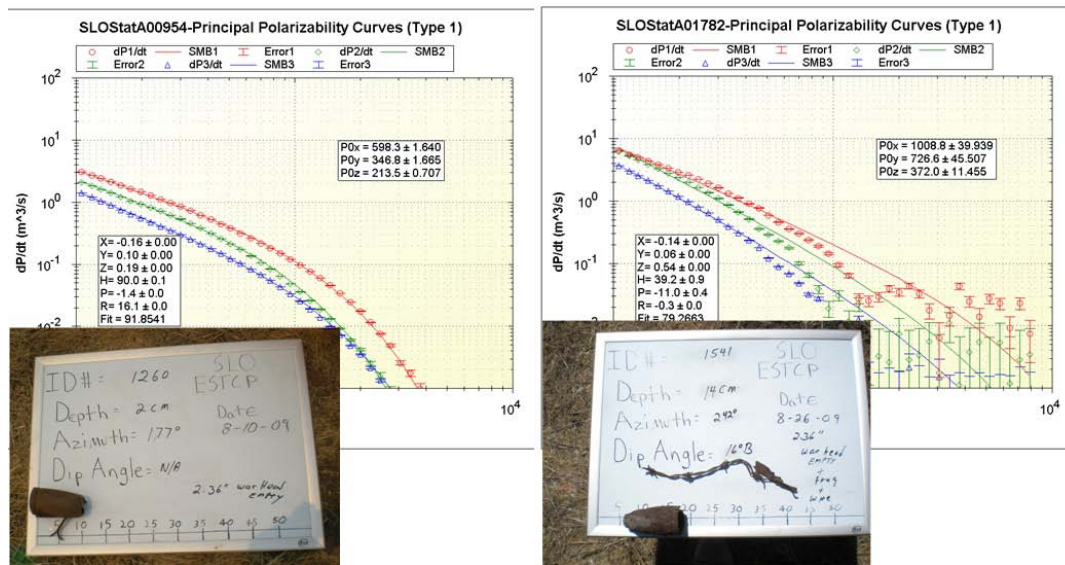 SLOStatA00954-Principal Polarizability Curves (Type 1)
dP1/dt SMB1 Error1 dP2/dt SMB2
Error2 dP3/dt SMB3 Error3
10^2
10^1
10^0
10^-1
10^-2
dP/dt (m^3/s)
P0x = 598.3 ± 1.640
P0y = 346.8 ± 1.665
P0z = 213.5 ± 0.707
X= -0.16 ± 0.00
Y= 0.10 ± 0.00
Z= 0.19 ± 0.00
H= 90.0 ± 0.1
P= -1.4 ± 0.0
R= 16.1 ± 0.0
Fit = 91.8541
10^4
ID#= 1260
SLO
ESTCP
Depth= 2cm
Date
Azimuth= 177°
8-10-09
Dip Angle= N/A
2.36" warhead
empty
5 10 15 20 25 30 35 40 45 50
SLOStatA01782-Principal Polarizability Curves (Type 1)
dP1/dt SMB1 Error1 dP2/dt SMB2
Error2 dP3/dt SMB3 Error3
10^2
10^1
10^0
10^-1
10^-2
dP/dt (m^3/s)
P0x = 1008.8 ± 39.939
P0y = 726.6 ± 45.507
P0z = 372.0 ± 11.455
X= -0.14 ± 0.00
Y= 0.06 ± 0.00
Z= 0.54 ± 0.00
H= 39.2 ± 0.9
P= -11.0 ± 0.4
R= -0.3 ± 0.0
Fit = 79.2663
10^4
ID#= 1541
SLO
ESTCP
Depth= 14cm
Date
Azimuth= 242°
8-26-09
Dip Angle= 16°B
2.36"
warhead
empty
+
frag
+
wire
5 10 15 20 25 30 35 40 45 50